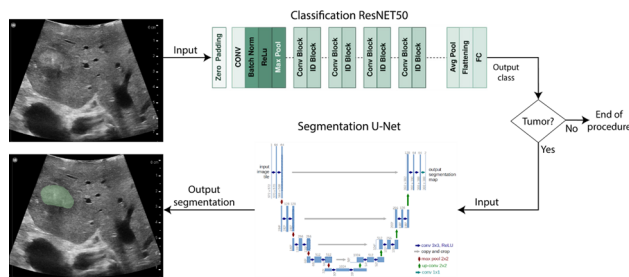 Classification ResNET50
Input
Zero Padding
CONV
Batch Norm
ReLu
Max Pool
Conv Block
ID Block
Conv Block
ID Block
Conv Block
ID Block
Conv Block
ID Block
Avg Pool
Flattening
FC
Output
class
Tumor?
No
End of
procedure
Yes
Input
Segmentation U-Net
input
image
tile
output
segmentation
map
conv 3x3, ReLU
copy and crop
max pool 2x2
up-conv 2x2
conv 1x1
Output
segmentation